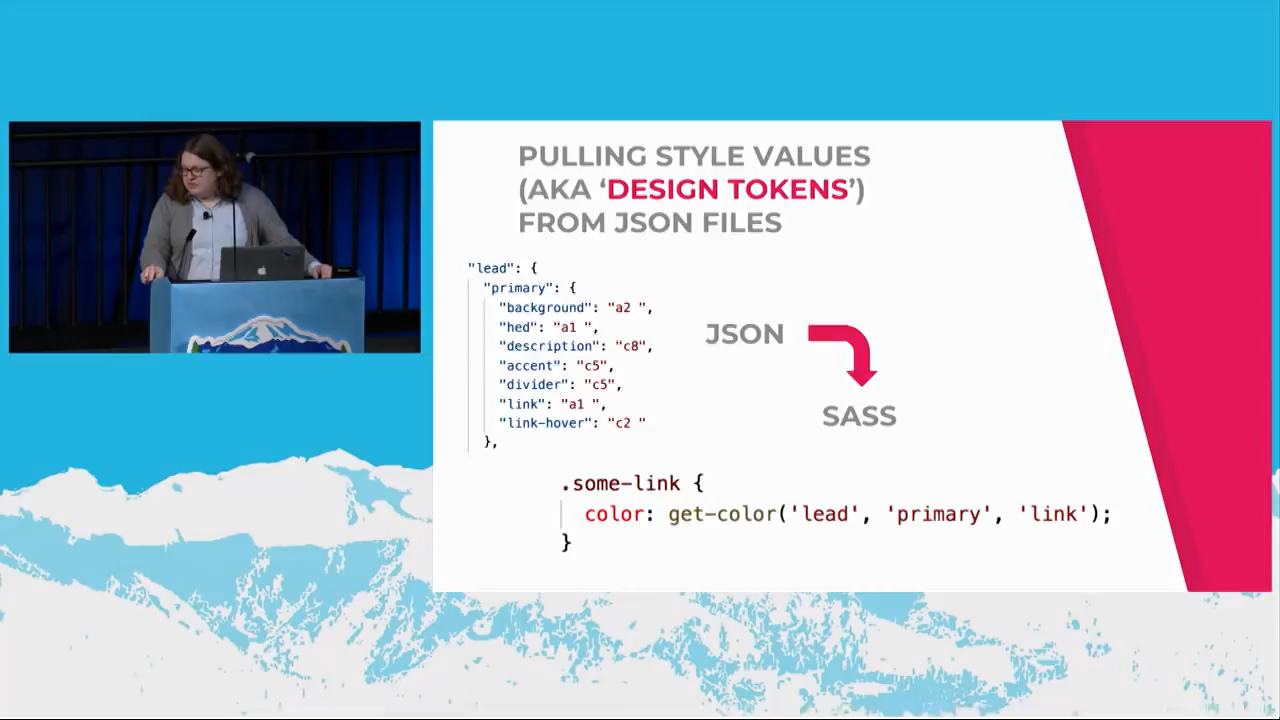 PULLING STYLE VALUES
(AKA ‘DESIGN TOKENS’)
FROM JSON FILES
"lead": {
"primary": {
"background": "a2 ",
"hed": "a1 ",
"description": "c8",
"accent": "c5",
"divider": "c5",
"link": "a1 ",
"link-hover": "c2 "
},
JSON
SASS
.some-link {
color: get-color('lead', 'primary', 'link');
}